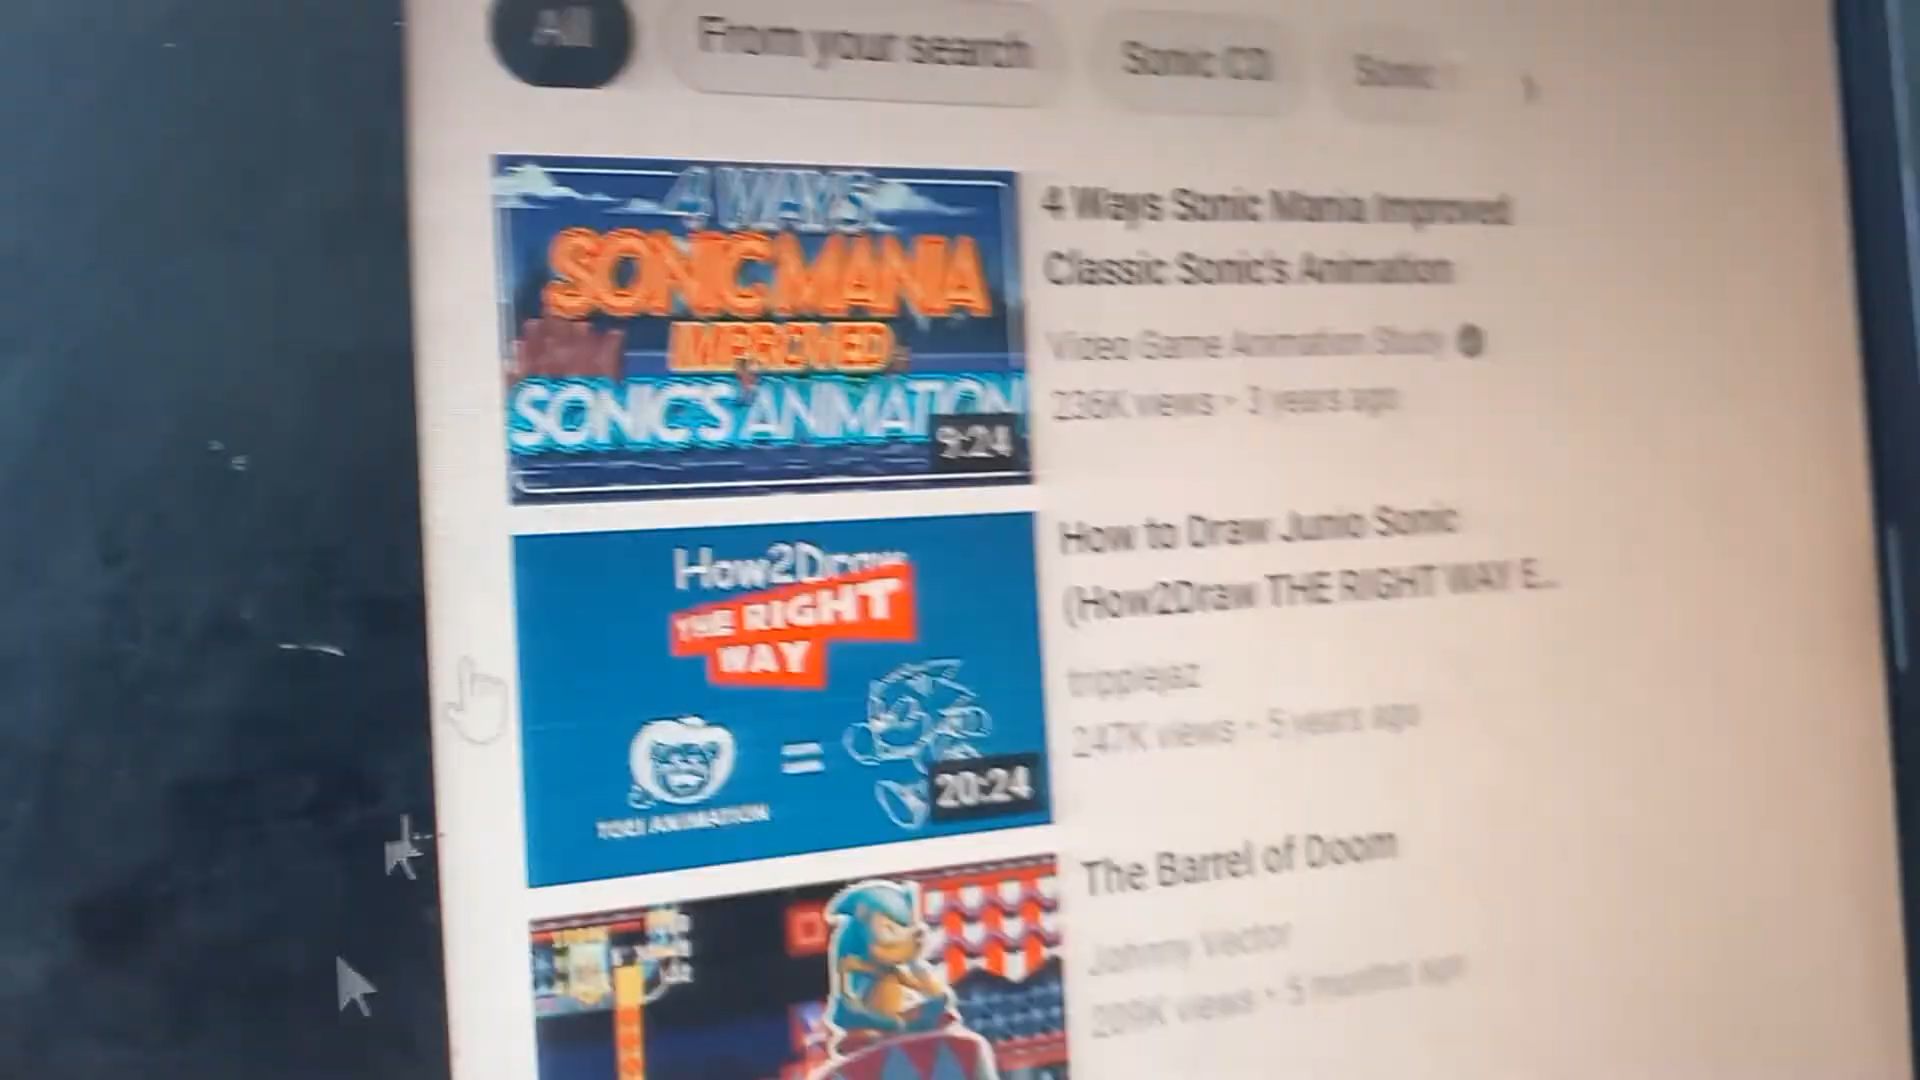 All
From your search
Sonic CD
Sonic
4 WAYS
SONIC MANIA
IMPROVED
SONIC'S ANIMATION
9:24
4 Ways Sonic Mania Improved
Classic Sonic's Animation
Video Game Animation Study
236K views • 3 years ago
How2Draw
THE RIGHT
WAY
=
TOEI ANIMATION
20:24
How to Draw Junio Sonic
(How2Draw THE RIGHT WAY E...
tripplejaz
247K views • 5 years ago
The Barrel of Doom
Johnny Vector
209K views • 5 months ago